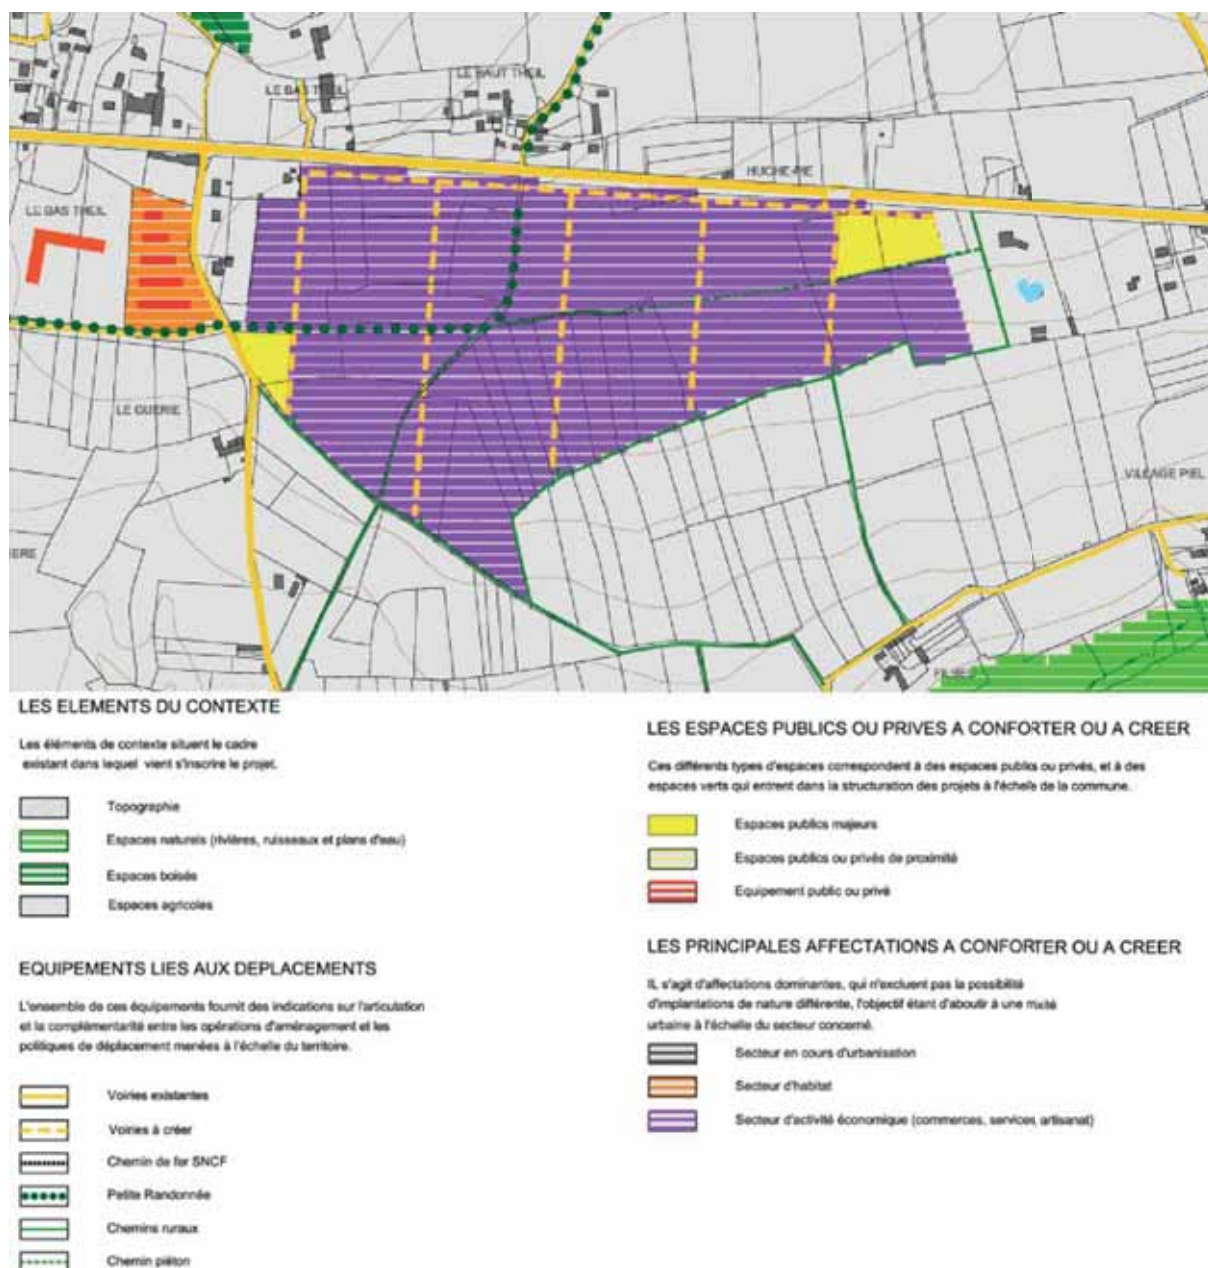 LE HAUT THEIL
LE BAS THEIL
HUCHE-PIE
LE BAS THEIL
LE GUERIE
VILLAGE PIEL
ERE
LES ELEMENTS DU CONTEXTE
Les éléments de contexte situent le cadre
existant dans lequel vient s'inscrire le projet.
Topographie
Espaces naturels (rivières, ruisseaux et plans d'eau)
Espaces boisés
Espaces agricoles
EQUIPEMENTS LIES AUX DEPLACEMENTS
L'ensemble de ces équipements fournit des indications sur l'articulation
et la complémentarité entre les opérations d'aménagement et les
politiques de déplacement menées à l'échelle du territoire.
Voiries existantes
Voiries à créer
Chemin de fer SNCF
Petite Randonnée
Chemins ruraux
Chemin piéton
LES ESPACES PUBLICS OU PRIVES A CONFORTER OU A CREER
Ces différents types d'espaces correspondent à des espaces publics ou privés, et à des
espaces verts qui entrent dans la structuration des projets à l'échelle de la commune.
Espaces publics majeurs
Espaces publics ou privés de proximité
Equipement public ou privé
LES PRINCIPALES AFFECTATIONS A CONFORTER OU A CREER
IL s'agit d'affectations dominantes, qui n'excluent pas la possibilité
d'implantations de nature différente, l'objectif étant d'aboutir à une mixité
urbaine à l'échelle du secteur concerné.
Secteur en cours d'urbanisation
Secteur d'habitat
Secteur d'activité économique (commerces, services, artisanat)